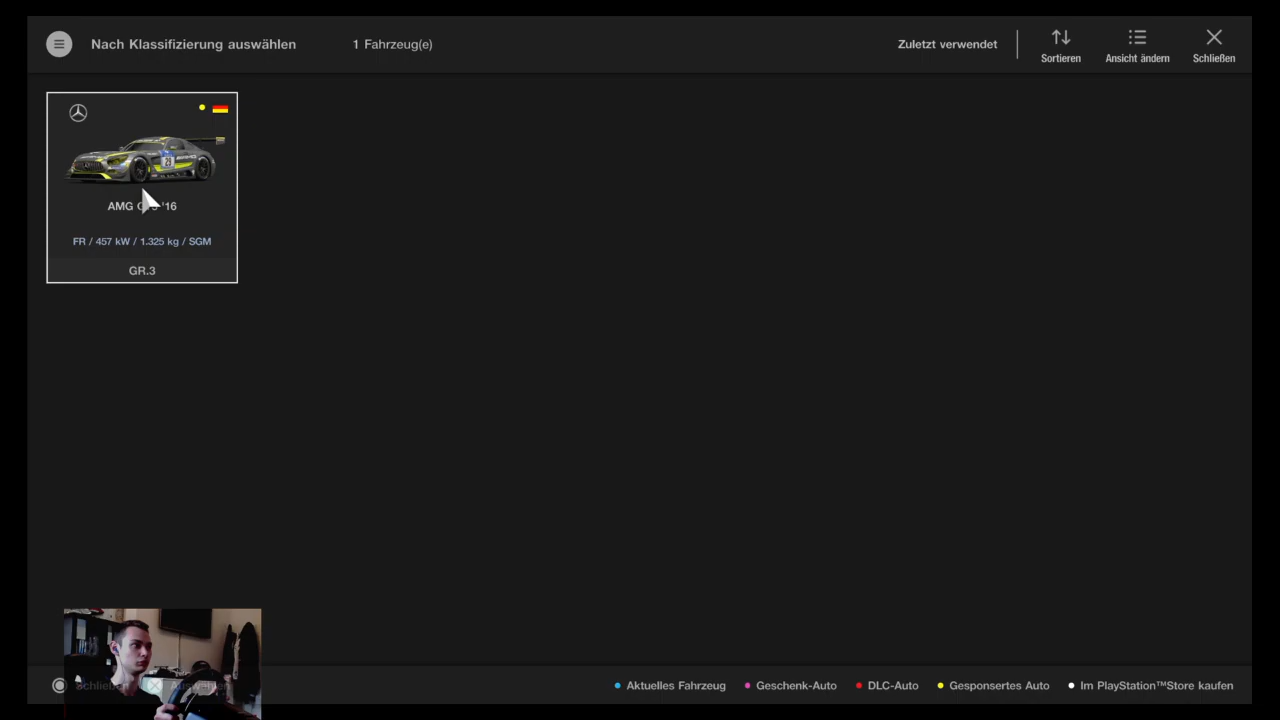 Nach Klassifizierung auswählen
1 Fahrzeug(e)
Zuletzt verwendet
Sortieren
Ansicht ändern
Schließen
AMG '16
FR / 457 kW / 1.325 kg / SGM
GR.3
Aktuelles Fahrzeug
Geschenk-Auto
DLC-Auto
Gesponsertes Auto
Im PlayStation™Store kaufen